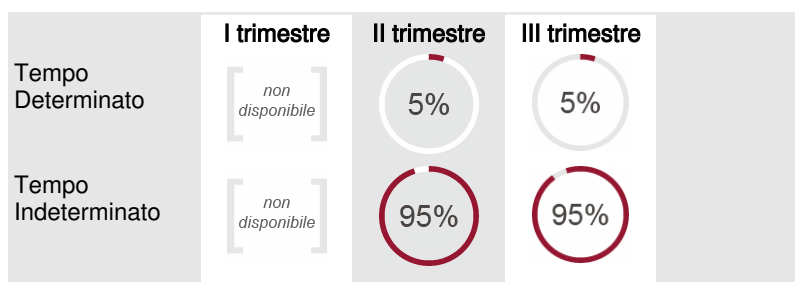 I trimestre II trimestre III trimestre
Tempo
Determinato
non
disponibile
5%
5%
Tempo
Indeterminato
non
disponibile
95%
95%